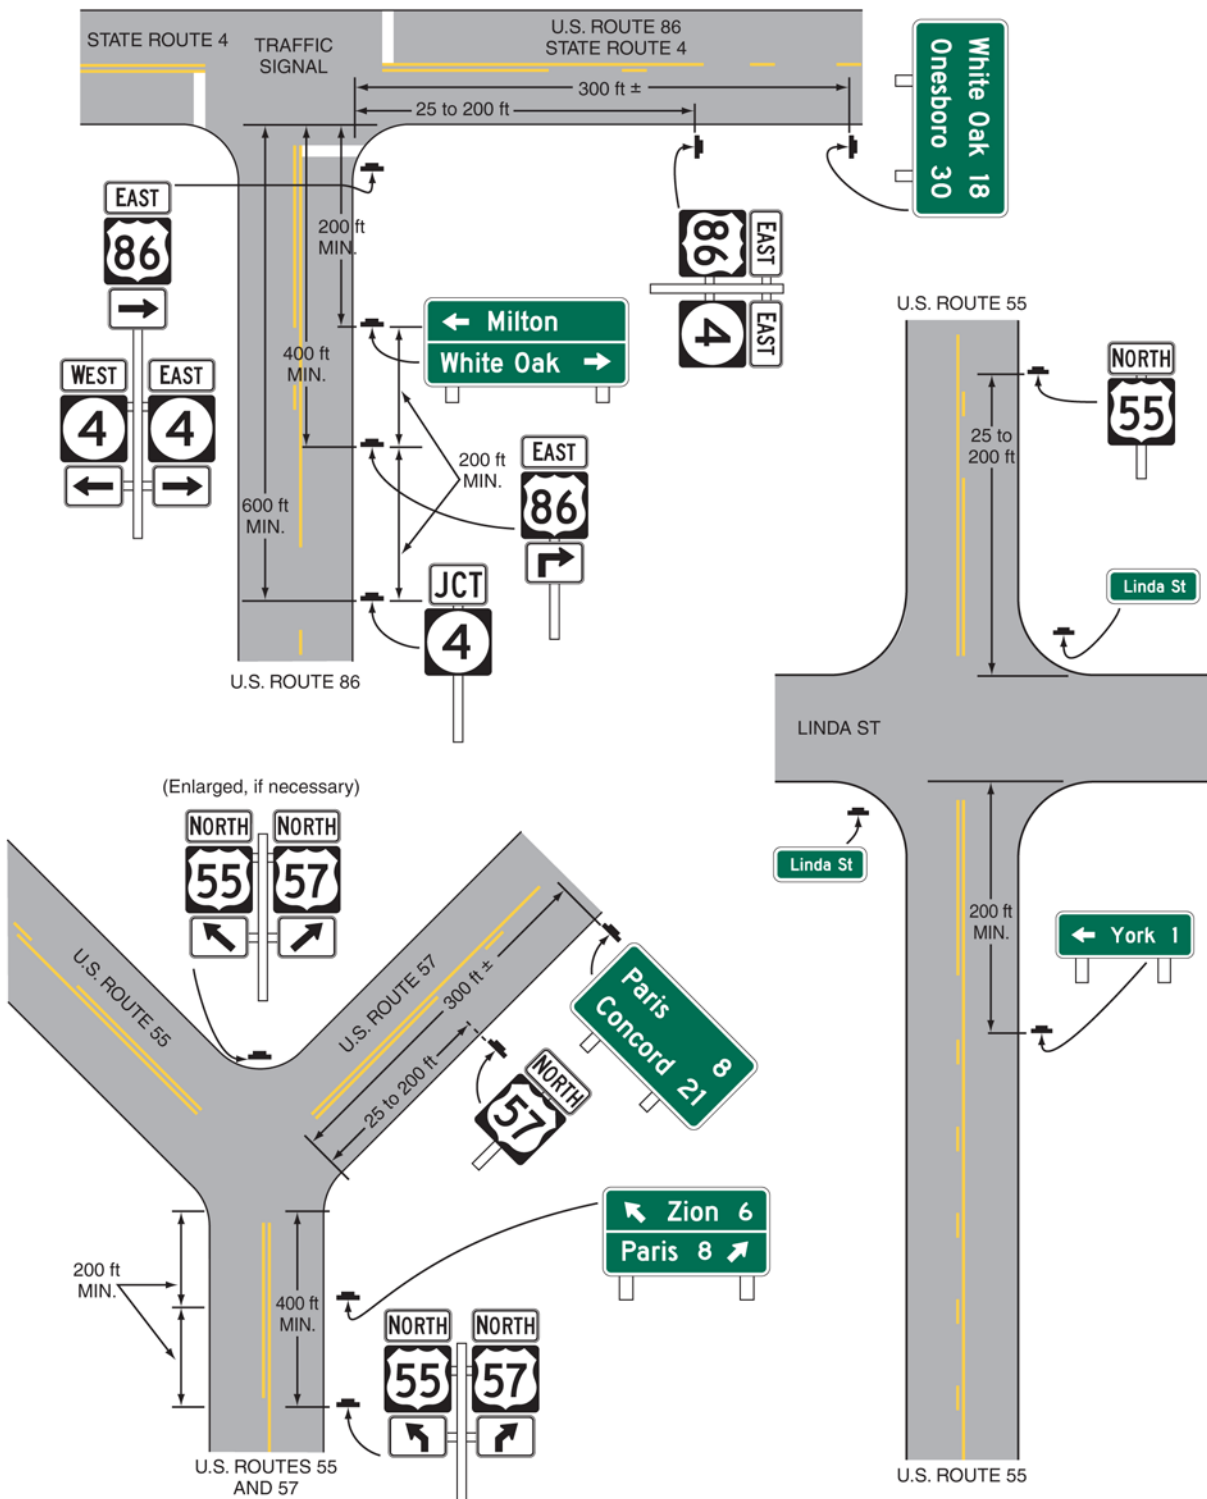 STATE ROUTE 4
TRAFFIC
SIGNAL
U.S. ROUTE 86
STATE ROUTE 4
300 ft ±
25 to 200 ft
White Oak 18
Onesboro 30
EAST
86
WEST
4
EAST
4
200 ft
MIN.
400 ft
MIN.
600 ft
MIN.
Milton
White Oak
200 ft
MIN.
EAST
86
JCT
4
U.S. ROUTE 86
EAST
86
EAST
4
U.S. ROUTE 55
NORTH
55
25 to
200 ft
Linda St
LINDA ST
Linda St
200 ft
MIN.
York 1
U.S. ROUTE 55
(Enlarged, if necessary)
NORTH
55
NORTH
57
U.S. ROUTE 55
U.S. ROUTE 57
300 ft ±
25 to 200 ft
Paris 8
Concord 21
NORTH
57
Zion 6
Paris 8
200 ft
MIN.
400 ft
MIN.
NORTH
55
NORTH
57
U.S. ROUTES 55
AND 57